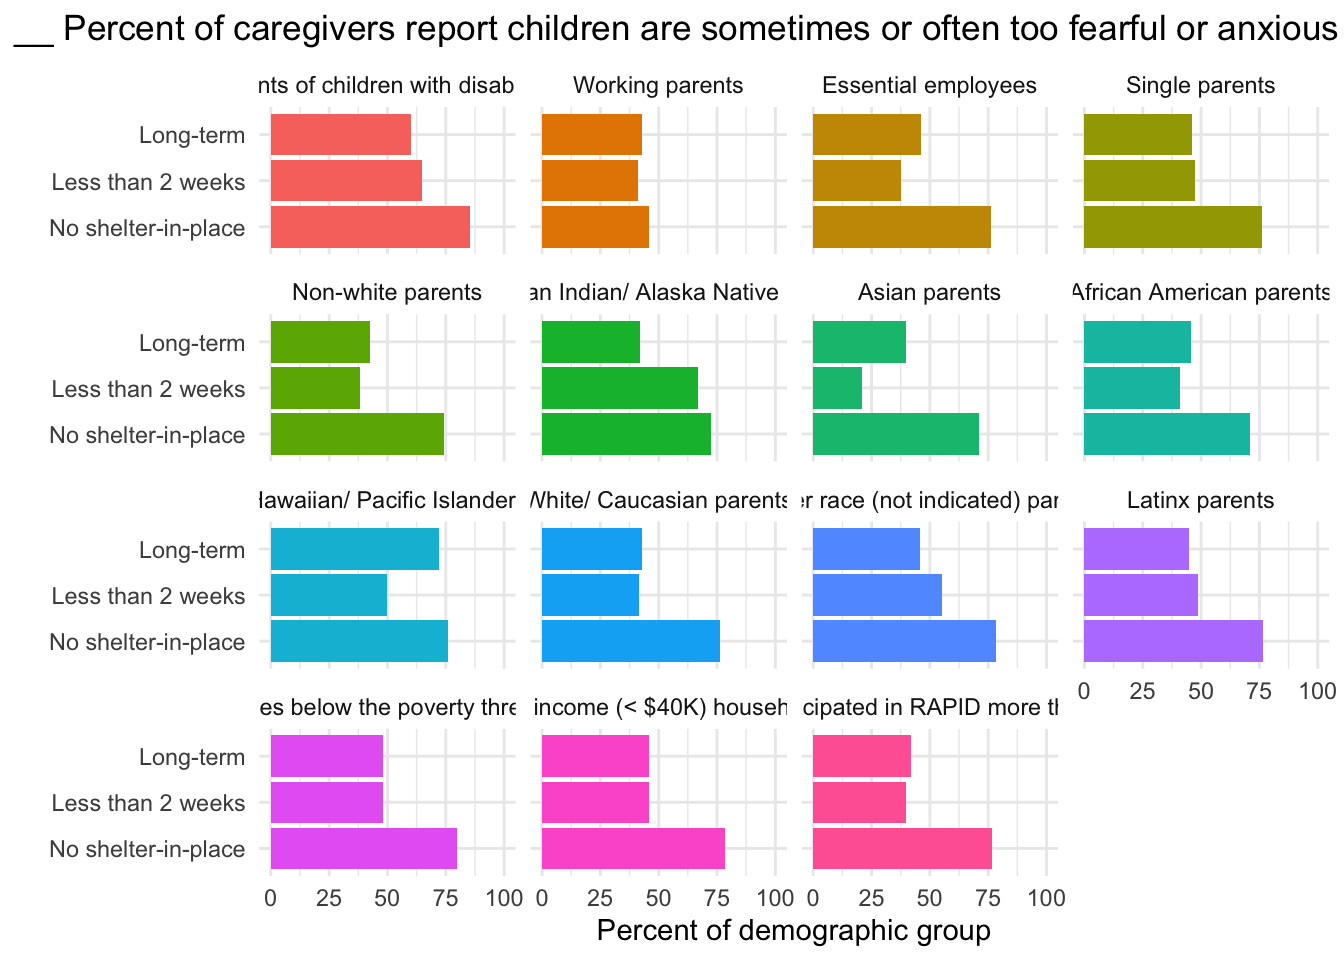 __ Percent of caregivers report children are sometimes or often too fearful or anxious
nts of children with disab Working parents Essential employees Single parents
Long-term
Less than 2 weeks
No shelter-in-place
Non-white parents an Indian/ Alaska Native Asian parents African American parents
Long-term
Less than 2 weeks
No shelter-in-place
Hawaiian/ Pacific Islander White/ Caucasian parents er race (not indicated) par Latinx parents
Long-term
Less than 2 weeks
No shelter-in-place
0 25 50 75 100
es below the poverty thre income (< $40K) househ cipated in RAPID more th
Long-term
Less than 2 weeks
No shelter-in-place
0 25 50 75 100 0 25 50 75 100 0 25 50 75 100
Percent of demographic group